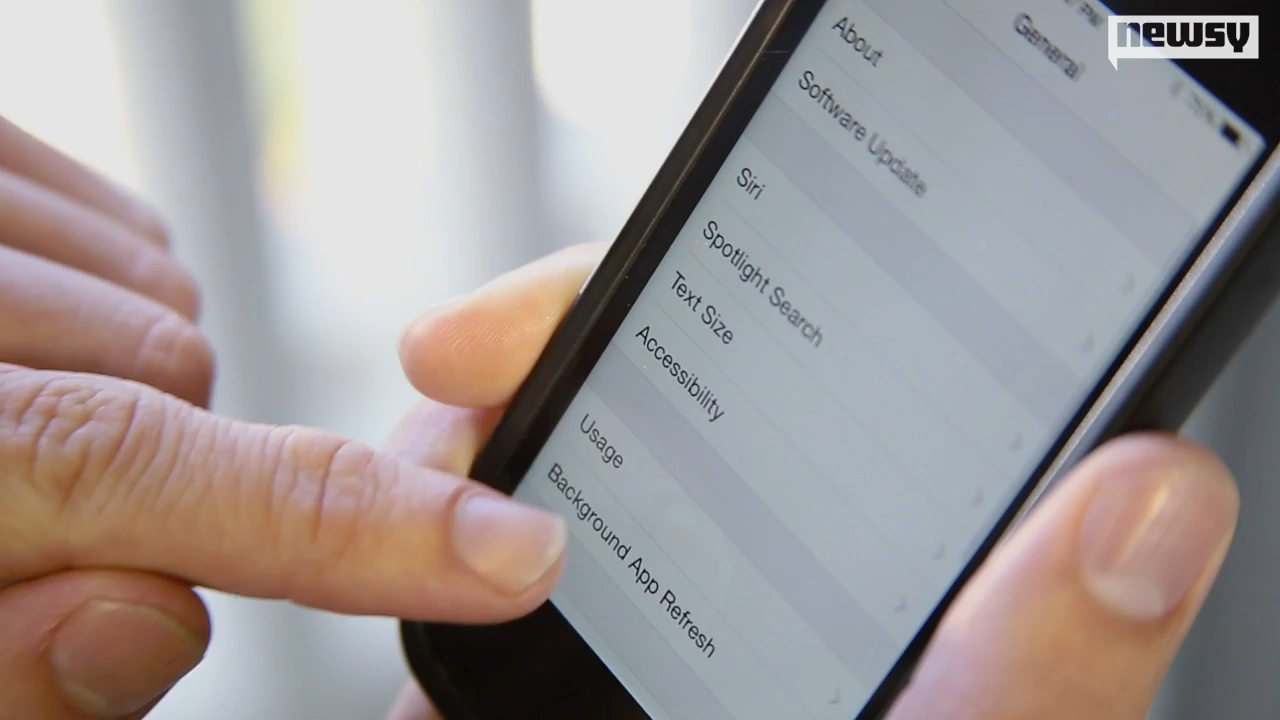 newsy
General
About
Software Update
Siri
Spotlight Search
Text Size
Accessibility
Usage
Background App Refresh